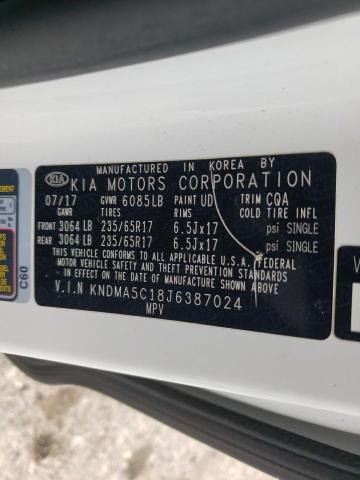 MANUFACTURED IN KOREA BY
KIA KIA MOTORS CORPORATION
07/17 GVWR 6085LB PAINT UD TRIM CQA
GAWR TIRES RIMS COLD TIRE INFL
FRONT 3064 LB 235/65R17 6.5Jx17 psi SINGLE
REAR 3064 LB 235/65R17 6.5Jx17 psi SINGLE
THIS VEHICLE CONFORMS TO ALL APPLICABLE U.S.A. FEDERAL
MOTOR VEHICLE SAFETY AND THEFT PREVENTION STANDARDS
IN EFFECT ON THE DATE OF MANUFACTURE SHOWN ABOVE.
V.I.N KNDMA5C18J6387024
MPV
C60